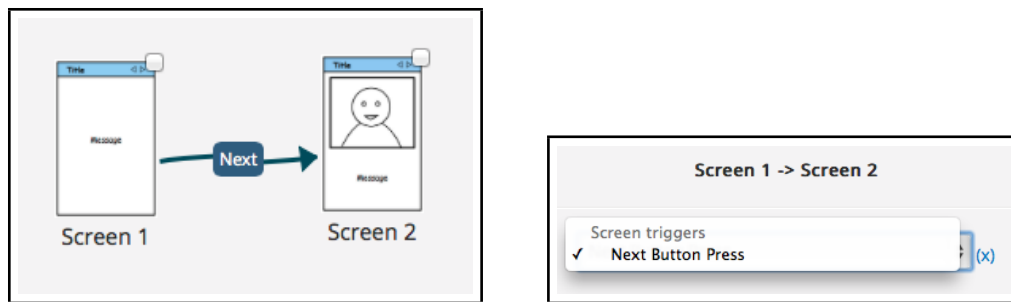 Title
Message
Next
Title
Message
Screen 1
Screen 2
Screen 1 -> Screen 2
Screen triggers
✓ Next Button Press
(x)